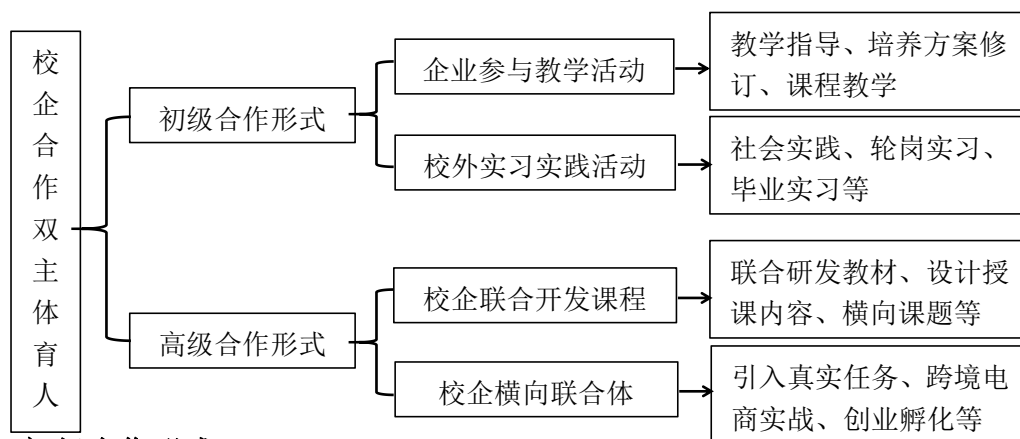 校
企
合
作
双
主
体
育
人
初级合作形式
企业参与教学活动
教学指导、培养方案修
订、课程教学
校外实习实践活动
社会实践、轮岗实习、
毕业实习等
高级合作形式
校企联合开发课程
联合研发教材、设计授
课内容、横向课题等
校企横向联合体
引入真实任务、跨境电
商实战、创业孵化等